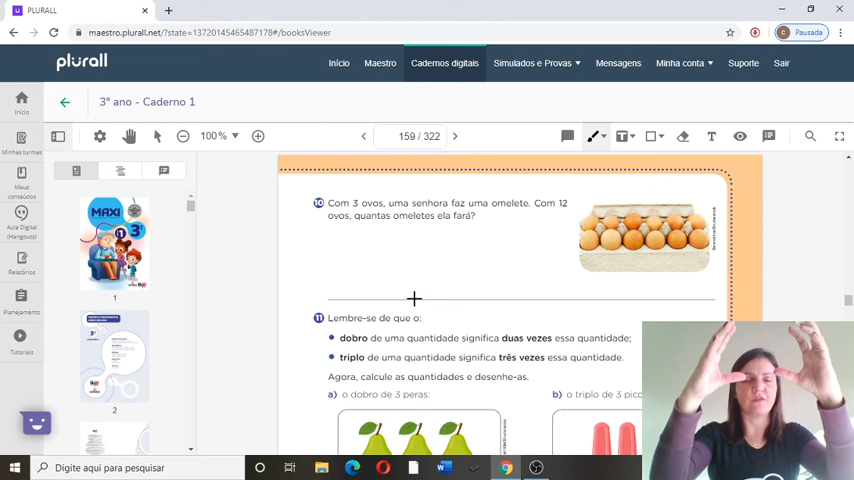 PLURALL
maestro.plurall.net/?state=13720145465487178#/booksViewer
Pausada
plurall
Início
Maestro
Cadernos digitais
Simulados e Provas
Mensagens
Minha conta
Suporte
Sair
Início
Minhas turmas
Meus conteúdos
Aula Digital (Hangouts)
Relatórios
Planejamento
Tutoriais
3º ano - Caderno 1
100%
159 / 322
MAXI
1
3º
1
2
10 Com 3 ovos, uma senhora faz uma omelete. Com 12
ovos, quantas omeletes ela fará?
11 Lembre-se de que o:
dobro de uma quantidade significa duas vezes essa quantidade;
triplo de uma quantidade significa três vezes essa quantidade.
Agora, calcule as quantidades e desenhe-as.
a) o dobro de 3 peras:
b) o triplo de 3 pico
Digite aqui para pesquisar